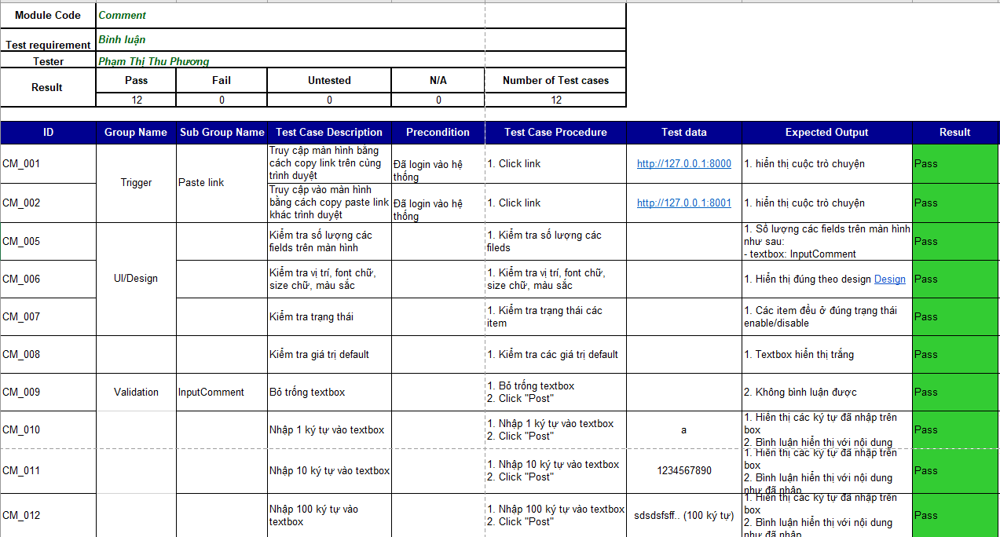 Module Code Comment
Test requirement Bình luận
Tester Phạm Thị Thu Phương
Result Pass Fail Untested N/A Number of Test cases
12 0 0 0 12
ID Group Name Sub Group Name Test Case Description Precondition Test Case Procedure Test data Expected Output Result
CM_001
Trigger
Paste link
Truy cập màn hình bằng
cách copy link trên cùng
trình duyệt
Đã login vào hệ
thống
1. Click link
http://127.0.0.1:8000
1. hiển thị cuộc trò chuyện
Pass
CM_002
Truy cập vào màn hình
bằng cách copy paste link
khác trình duyệt
Đã login vào hệ
thống
1. Click link
http://127.0.0.1:8001
1. hiển thị cuộc trò chuyện
Pass
CM_005
UI/Design
Kiểm tra số lượng các
fields trên màn hình
1. Kiểm tra số lượng các
fileds
1. Số lượng các fields trên màn hình
như sau:
- textbox: InputComment
Pass
CM_006
Kiểm tra vị trí, font chữ,
size chữ, màu sắc
1. Kiểm tra vị trí, font chữ,
size chữ, màu sắc
1. Hiển thị đúng theo design Design
Pass
CM_007
Kiểm tra trạng thái
1. Kiểm tra trạng thái các
item
1. Các item đều ở đúng trạng thái
enable/disable
Pass
CM_008
Kiểm tra giá trị default
1. Kiểm tra các giá trị default
1. Textbox hiển thị trắng
Pass
CM_009
Validation
InputComment
Bỏ trống textbox
1. Bỏ trống textbox
2. Click "Post"
2. Không bình luận được
Pass
CM_010
Nhập 1 ký tự vào textbox
1. Nhập 1 ký tự vào textbox
2. Click "Post"
a
1. Hiển thị các ký tự đã nhập trên
box
2. Bình luận hiển thị với nội dung
Pass
CM_011
Nhập 10 ký tự vào textbox
1. Nhập 10 ký tự vào textbox
2. Click "Post"
1234567890
1. Hiển thị các ký tự đã nhập trên
box
2. Bình luận hiển thị với nội dung
như đã nhập
Pass
CM_012
Nhập 100 ký tự vào
textbox
1. Nhập 100 ký tự vào textbox
2. Click "Post"
sdsdsfsff.. (100 ký tự)
1. Hiển thị các ký tự đã nhập trên
box
2. Bình luận hiển thị với nội dung
như đã nhập
Pass